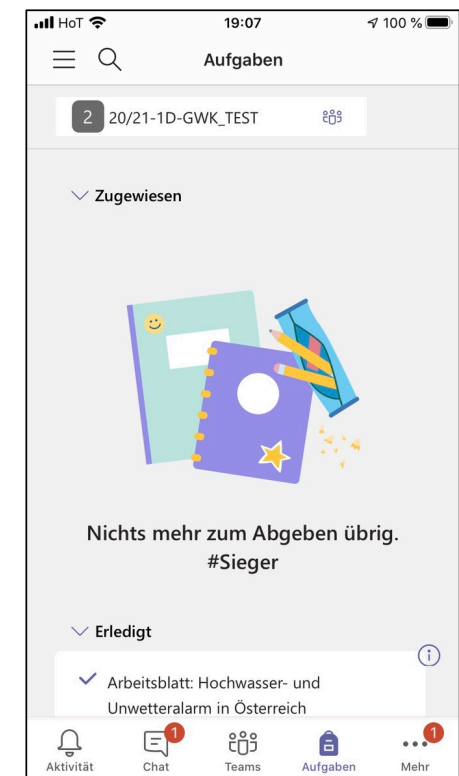 HoT 19:07 100 %
Aufgaben
2 20/21-1D-GWK_TEST
Zugewiesen
Nichts mehr zum Abgeben übrig.
#Sieger
Erledigt
Arbeitsblatt: Hochwasser- und
Unwetteralarm in Österreich
1 1
Aktivität Chat Teams Aufgaben Mehr